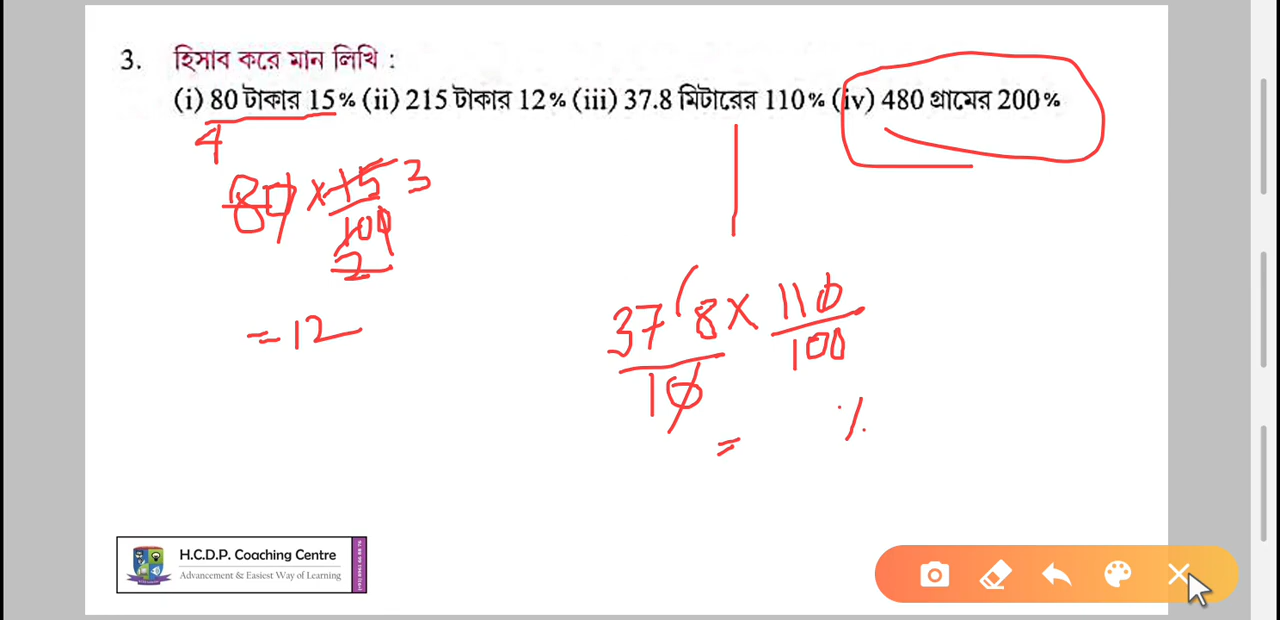 3. হিসাব করে মান লিখি :
(i) 80 টাকার 15% (ii) 215 টাকার 12% (iii) 37.8 মিটারের 110% (iv) 480 গ্রামের 200%
4
80 × 15 3
100
2
= 12
37 8 × 110
10 100
= %
H.C.D.P. Coaching Centre
Advancement & Easiest Way of Learning